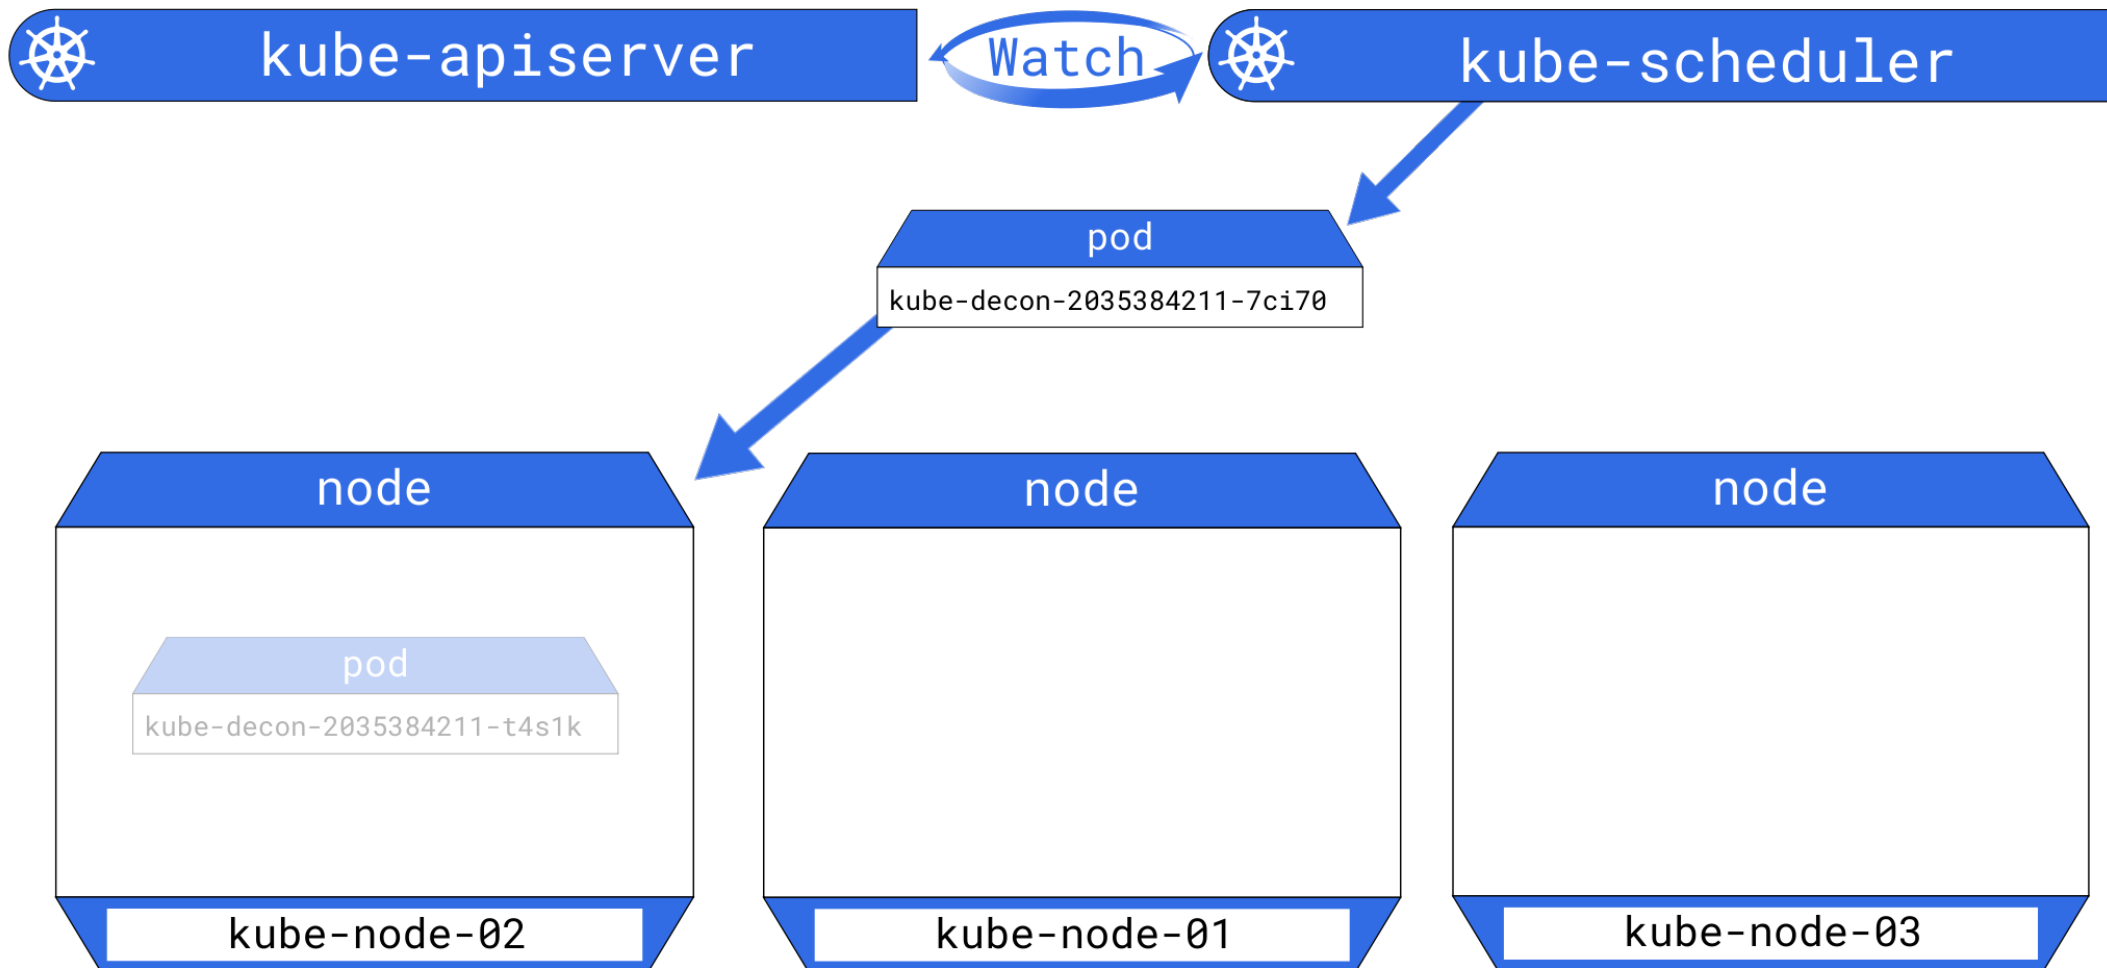 kube-apiserver
Watch
kube-scheduler
pod
kube-decon-2035384211-7ci70
node
node
node
pod
kube-decon-2035384211-t4s1k
kube-node-02
kube-node-01
kube-node-03